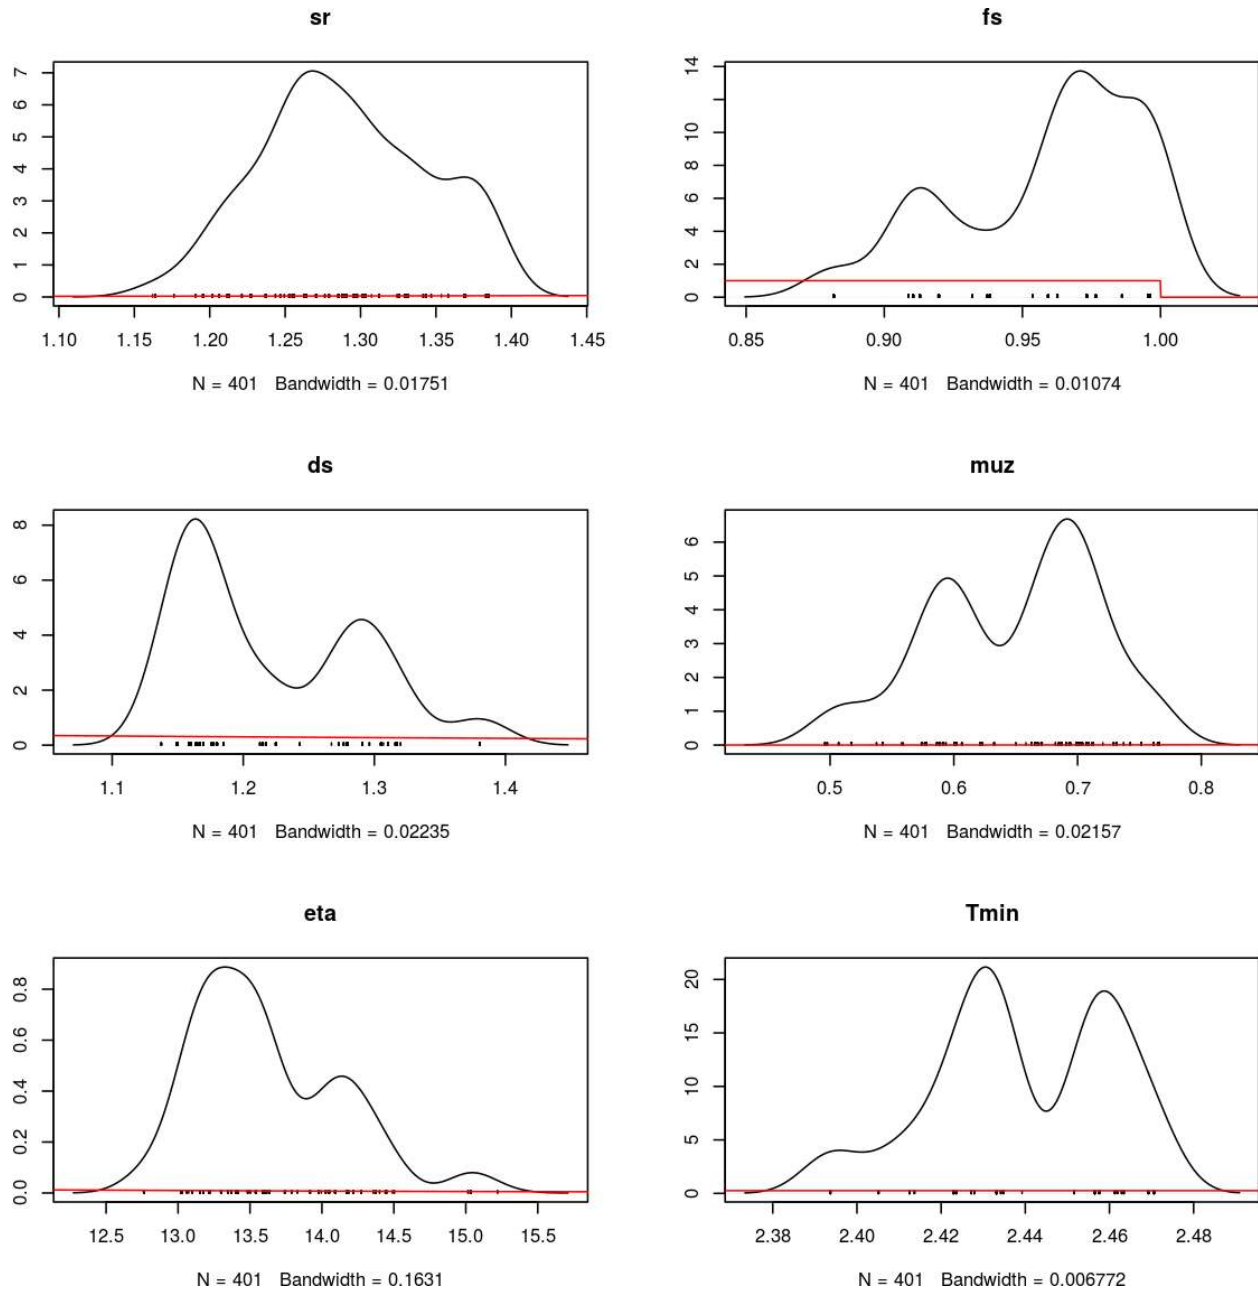 sr
7
6
5
4
3
2
1
0
1.10 1.15 1.20 1.25 1.30 1.35 1.40 1.45
N = 401 Bandwidth = 0.01751
fs
14
10
8
6
4
2
0
0.85 0.90 0.95 1.00
N = 401 Bandwidth = 0.01074
ds
8
6
4
2
0
1.1 1.2 1.3 1.4
N = 401 Bandwidth = 0.02235
muz
6
5
4
3
2
1
0
0.5 0.6 0.7 0.8
N = 401 Bandwidth = 0.02157
eta
0.8
0.6
0.4
0.2
0.0
12.5 13.0 13.5 14.0 14.5 15.0 15.5
N = 401 Bandwidth = 0.1631
Tmin
20
15
10
5
0
2.38 2.40 2.42 2.44 2.46 2.48
N = 401 Bandwidth = 0.006772